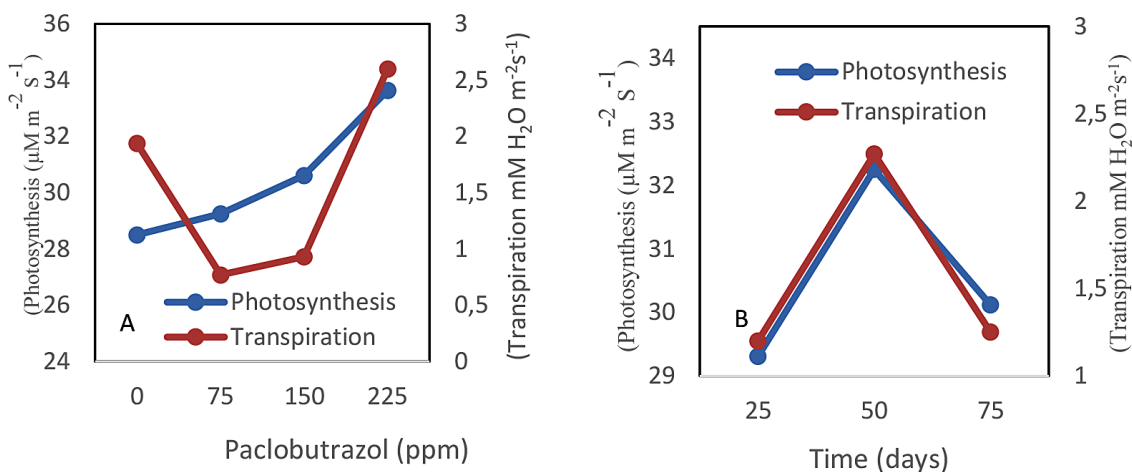 36
34
32
30
28
26
24
(Photosynthesis (µM m⁻² S⁻¹)
3
2,5
2
1,5
1
0,5
0
(Transpiration mM H₂O m⁻²s⁻¹)
Photosynthesis
Transpiration
A
0 75 150 225
Paclobutrazol (ppm)
34
33
32
31
30
29
(Photosynthesis (µM m⁻² S⁻¹)
3
2,5
2
1,5
1
(Transpiration mM H₂O m⁻²s⁻¹)
Photosynthesis
Transpiration
B
25 50 75
Time (days)